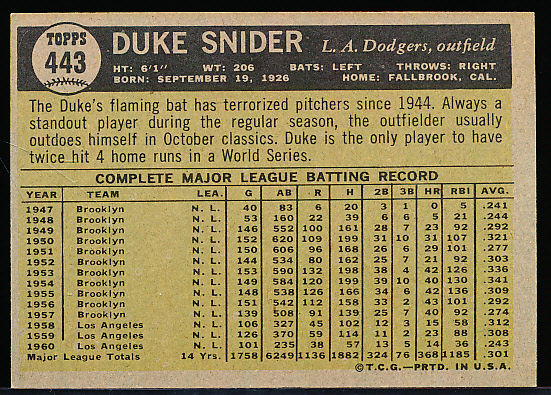 TOPPS
443
DUKE SNIDER L. A. Dodgers, outfield
HT: 6'1" WT: 206 BATS: LEFT THROWS: RIGHT
BORN: SEPTEMBER 19, 1926 HOME: FALLBROOK, CAL.
The Duke's flaming bat has terrorized pitchers since 1944. Always a
standout player during the regular season, the outfielder usually
outdoes himself in October classics. Duke is the only player to have
twice hit 4 home runs in a World Series.
COMPLETE MAJOR LEAGUE BATTING RECORD
YEAR TEAM LEA. G AB R H 2B 3B HR RBI AVG.
1947 Brooklyn N. L. 40 83 6 20 3 1 0 5 .241
1948 Brooklyn N. L. 53 160 22 39 6 6 5 21 .244
1949 Brooklyn N. L. 146 552 100 161 28 7 23 92 .292
1950 Brooklyn N. L. 152 620 109 199 31 10 31 107 .321
1951 Brooklyn N. L. 150 606 96 168 26 6 29 101 .277
1952 Brooklyn N. L. 144 534 80 162 25 7 21 92 .303
1953 Brooklyn N. L. 153 590 132 198 38 4 42 126 .336
1954 Brooklyn N. L. 149 584 120 199 39 10 40 130 .341
1955 Brooklyn N. L. 148 538 126 166 34 6 42 136 .309
1956 Brooklyn N. L. 151 542 112 158 33 2 43 101 .292
1957 Brooklyn N. L. 139 508 91 139 25 7 40 92 .274
1958 Los Angeles N. L. 106 327 45 102 12 3 15 58 .312
1959 Los Angeles N. L. 126 370 59 114 11 2 23 88 .308
1960 Los Angeles N. L. 101 235 38 57 13 5 14 36 .243
Major League Totals 14 Yrs. 1758 6249 1136 1882 324 76 368 1185 .301
©T.C.G.—PRTD. IN U.S.A.